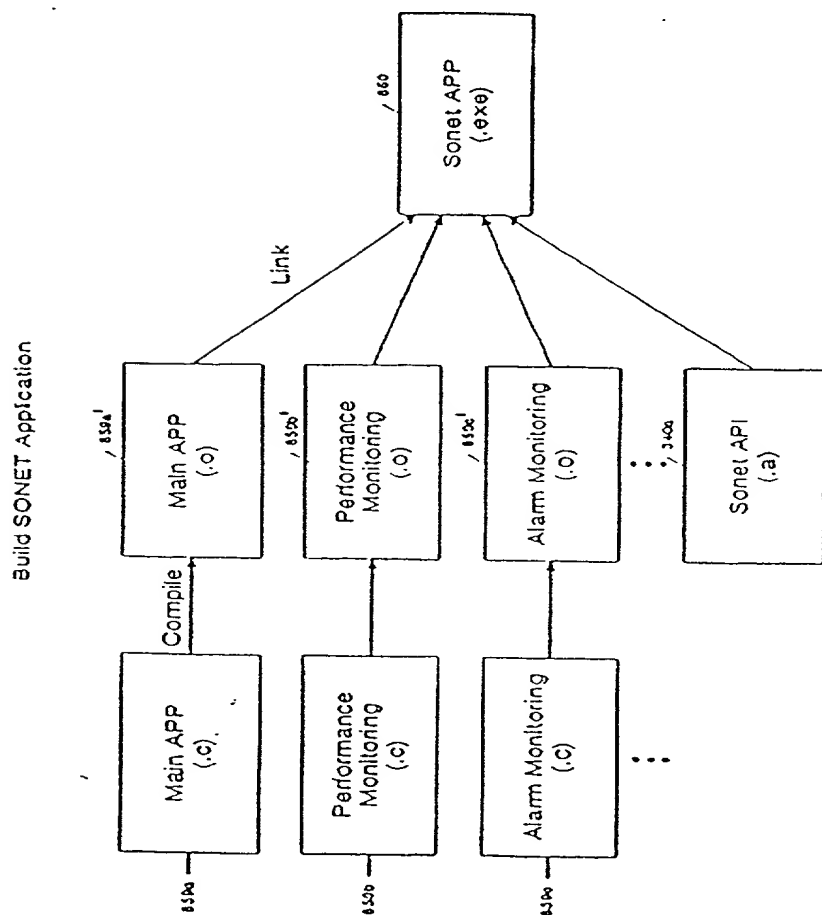 Build SONET Application
Main APP
(.c)
Performance
Monitoring
(.c)
Alarm Monitoring
(.c)
Compile
Main APP
(.o)
Performance
Monitoring
(.o)
Alarm Monitoring
(.o)
Sonet API
(.a)
Link
Sonet APP
(.exe)
860